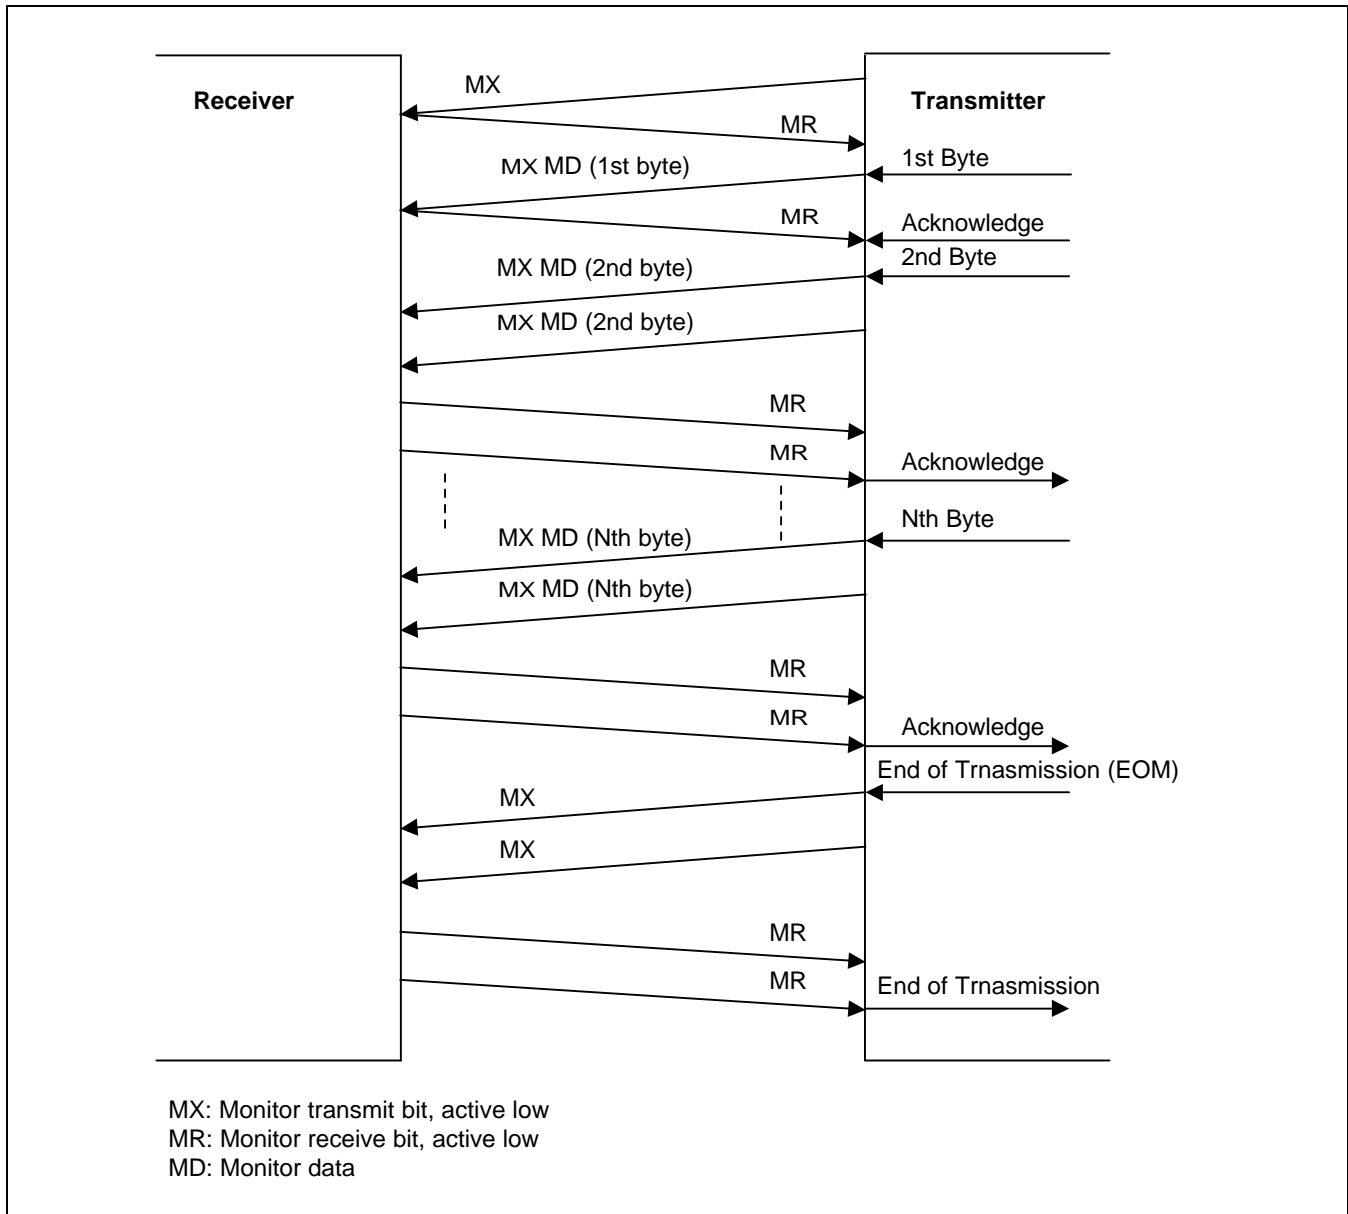 Receiver
MX
Transmitter
MR
1st Byte
MX MD (1st byte)
MR
Acknowledge
2nd Byte
MX MD (2nd byte)
MX MD (2nd byte)
MR
MR
Acknowledge
Nth Byte
MX MD (Nth byte)
MX MD (Nth byte)
MR
MR
Acknowledge
End of Trnasmission (EOM)
MX
MX
MR
MR
End of Trnasmission
MX: Monitor transmit bit, active low
MR: Monitor receive bit, active low
MD: Monitor data